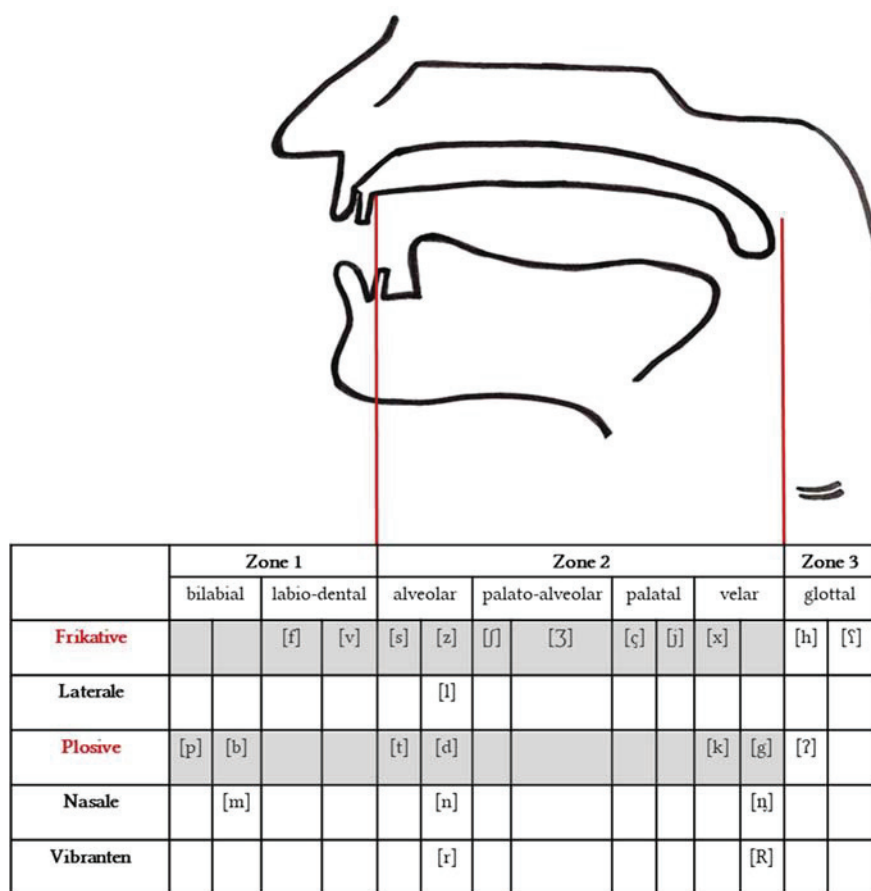 Zone 1 Zone 2 Zone 3
bilabial labio-dental alveolar palato-alveolar palatal velar glottal
Frikative [f] [v] [s] [z] [ʃ] [Ʒ] [ç] [j] [x] [h] [ʕ]
Laterale [l]
Plosive [p] [b] [t] [d] [k] [g] [ʔ]
Nasale [m] [n] [ṇ]
Vibranten [r] [R]